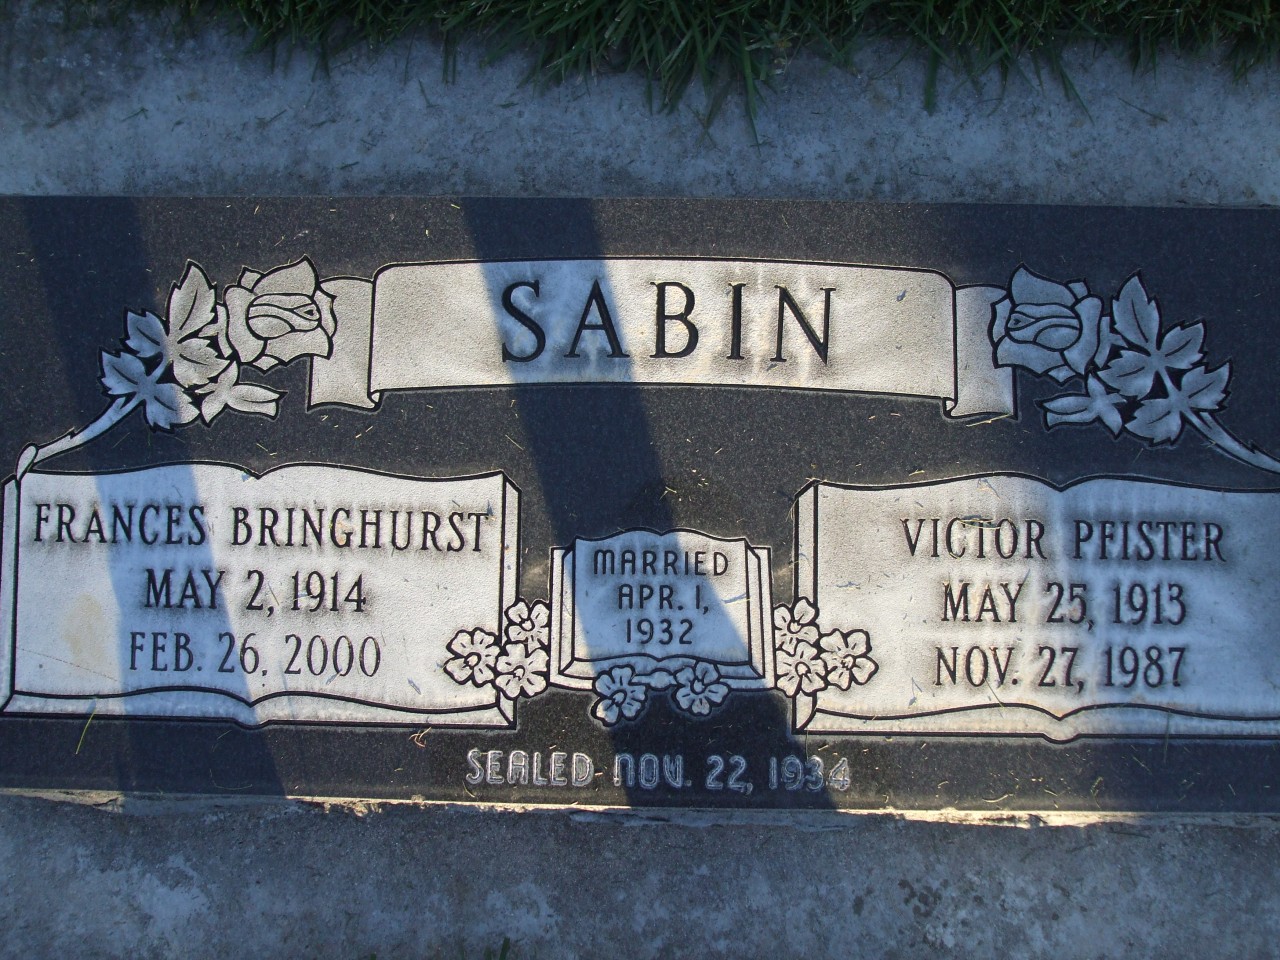 SABIN
FRANCES BRINGHURST
MAY 2, 1914
FEB. 26, 2000
MARRIED
APR. 1,
1932
VICTOR PFISTER
MAY 25, 1913
NOV. 27, 1987
SEALED NOV. 22, 1934